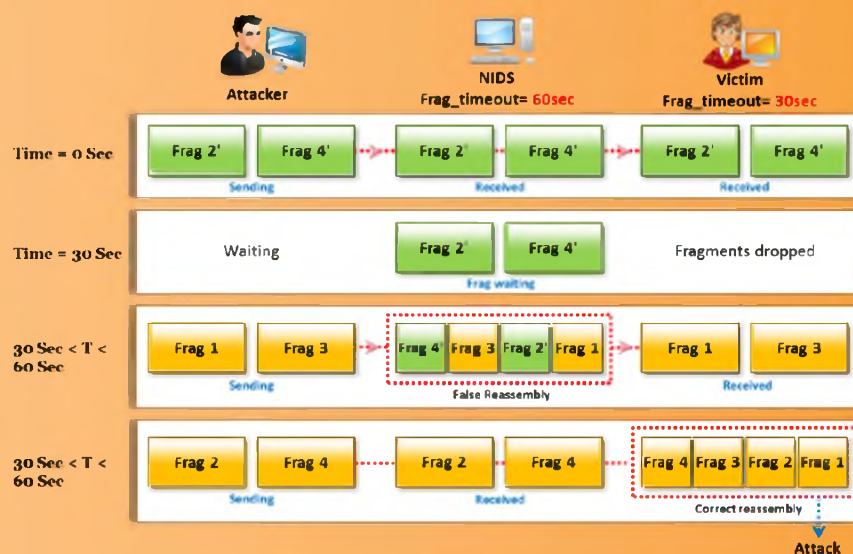 Attacker
NIDS
Frag_timeout= 60sec
Victim
Frag_timeout= 30sec
Time = 0 Sec
Frag 2' Frag 4' Frag 2' Frag 4' Frag 2' Frag 4'
Sending Received Received
Time = 30 Sec
Waiting Frag 2' Frag 4' Fragments dropped
Frag waiting
30 Sec < T <
60 Sec
Frag 1 Frag 3 Frag 4' Frag 3 Frag 2' Frag 1 Frag 1 Frag 3
Sending False Reassembly Received
30 Sec < T <
60 Sec
Frag 2 Frag 4 Frag 2 Frag 4 Frag 4 Frag 3 Frag 2 Frag 1
Sending Received Correct reassembly
Attack